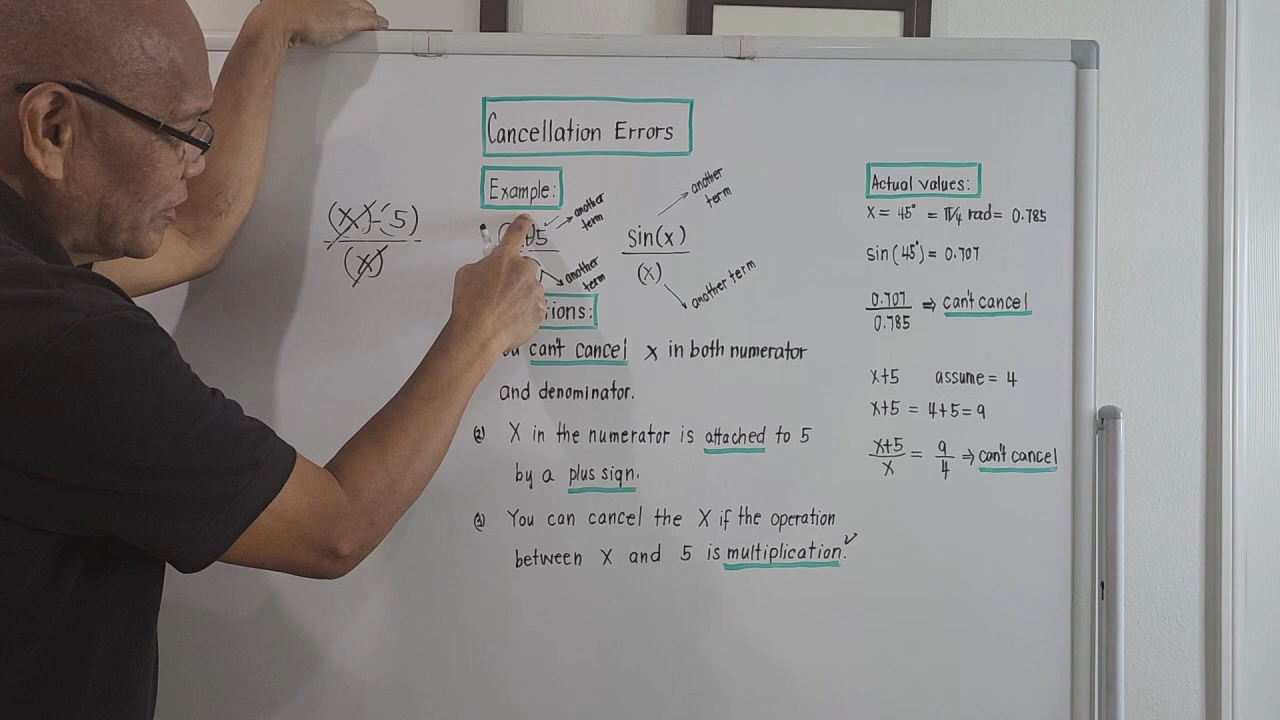 Cancellation Errors
Example:
another
term
another
term
sin(x)
(x)
another
term
another term
(x)-(5)
(x)
can't cancel x in both numerator
and denominator.
(2) X in the numerator is attached to 5
by a plus sign.
(3) You can cancel the X if the operation
between X and 5 is multiplication.
Actual values:
x = 45° = π/4 rad = 0.785
sin(45°) = 0.707
0.707
0.785
⇒ can't cancel
x+5 assume = 4
x+5 = 4+5 = 9
x+5
x
= 9
4
⇒ can't cancel